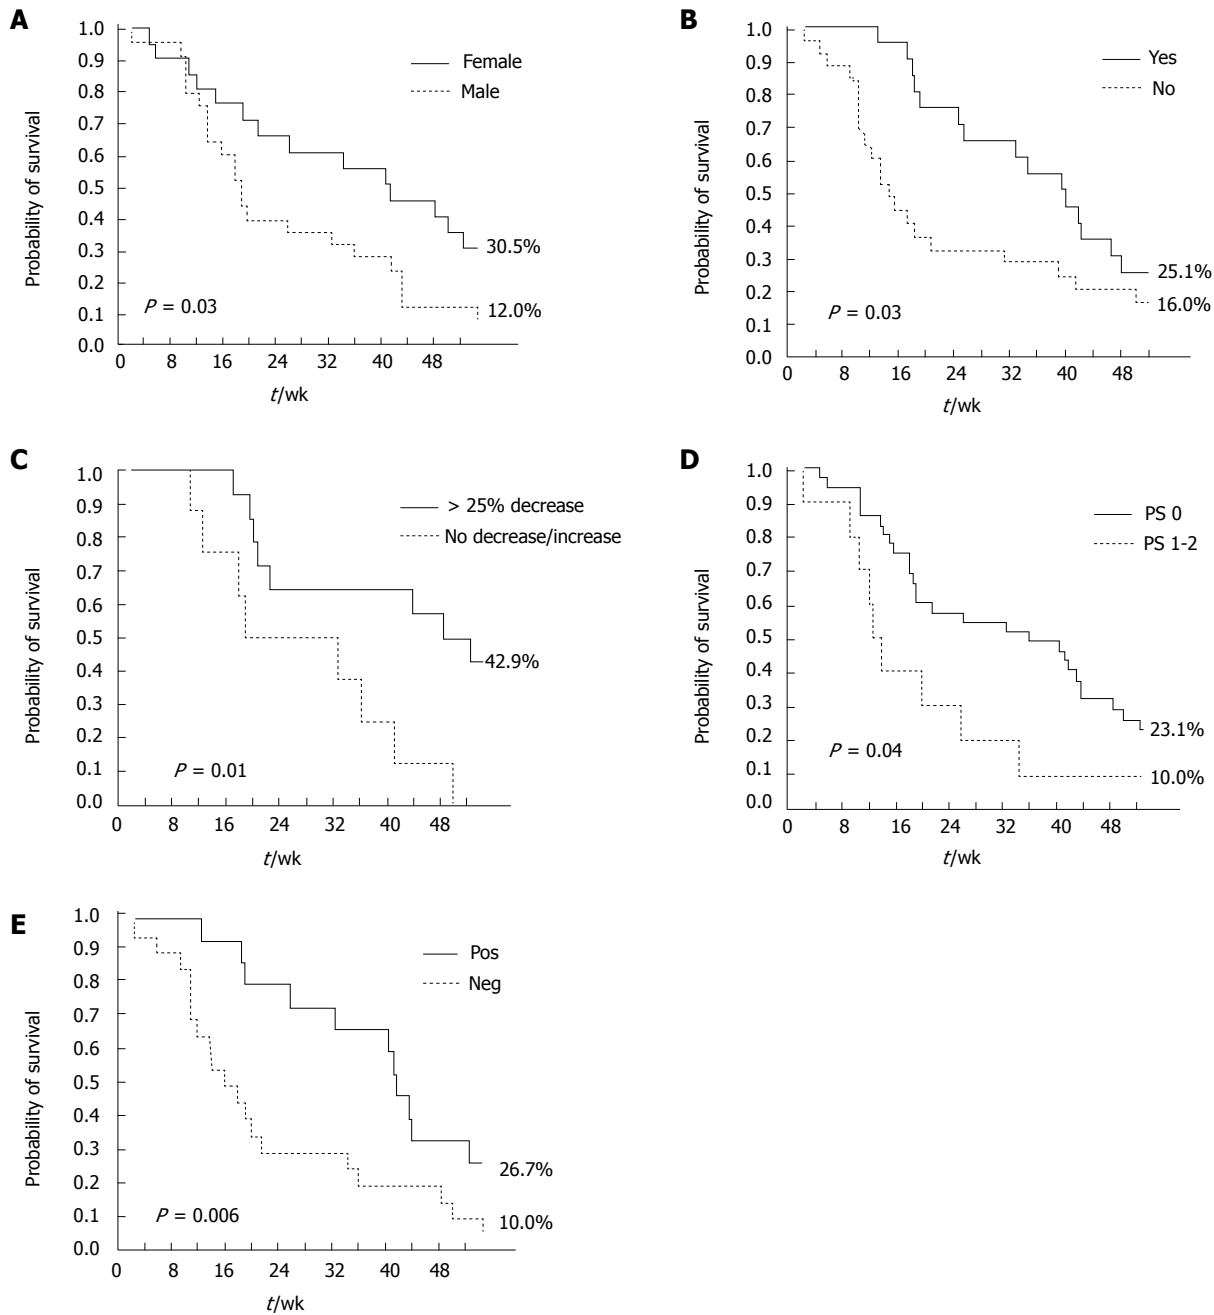 A
Probability of survival
1.0
0.9
0.8
0.7
0.6
0.5
0.4
0.3
0.2
0.1
0.0
Female
Male
30.5%
12.0%
P = 0.03
0 8 16 24 32 40 48
t/wk
B
Probability of survival
1.0
0.9
0.8
0.7
0.6
0.5
0.4
0.3
0.2
0.1
0.0
Yes
No
25.1%
16.0%
P = 0.03
0 8 16 24 32 40 48
t/wk
C
Probability of survival
1.0
0.9
0.8
0.7
0.6
0.5
0.4
0.3
0.2
0.1
0.0
> 25% decrease
No decrease/increase
42.9%
P = 0.01
0 8 16 24 32 40 48
t/wk
D
Probability of survival
1.0
0.9
0.8
0.7
0.6
0.5
0.4
0.3
0.2
0.1
0.0
PS 0
PS 1-2
23.1%
10.0%
P = 0.04
0 8 16 24 32 40 48
t/wk
E
Probability of survival
1.0
0.9
0.8
0.7
0.6
0.5
0.4
0.3
0.2
0.1
0.0
Pos
Neg
26.7%
10.0%
P = 0.006
0 8 16 24 32 40 48
t/wk